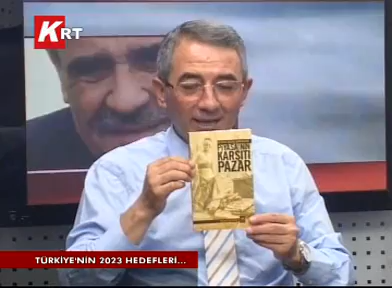 KRT
PİYASA'NIN
KARŞITI
PAZAR
TÜRKİYE'NİN 2023 HEDEFLERİ...